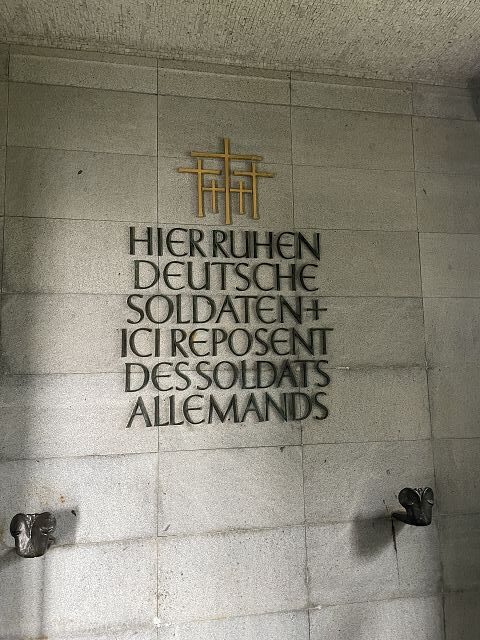 HIER RUHEN
DEUTSCHE
SOLDATEN+
ICI REPOSENT
DES SOLDATS
ALLEMANDS